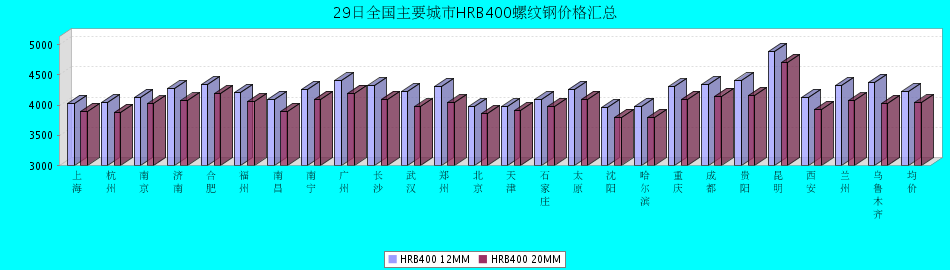 29日全国主要城市HRB400螺纹钢价格汇总
5000
4500
4000
3500
3000
上海 杭州 南京 济南 合肥 福州 南昌 南宁 广州 长沙 武汉 郑州 北京 天津 石家庄 太原 沈阳 哈尔滨 重庆 成都 贵阳 昆明 西安 兰州 乌鲁木齐 均价
HRB400 12MM HRB400 20MM